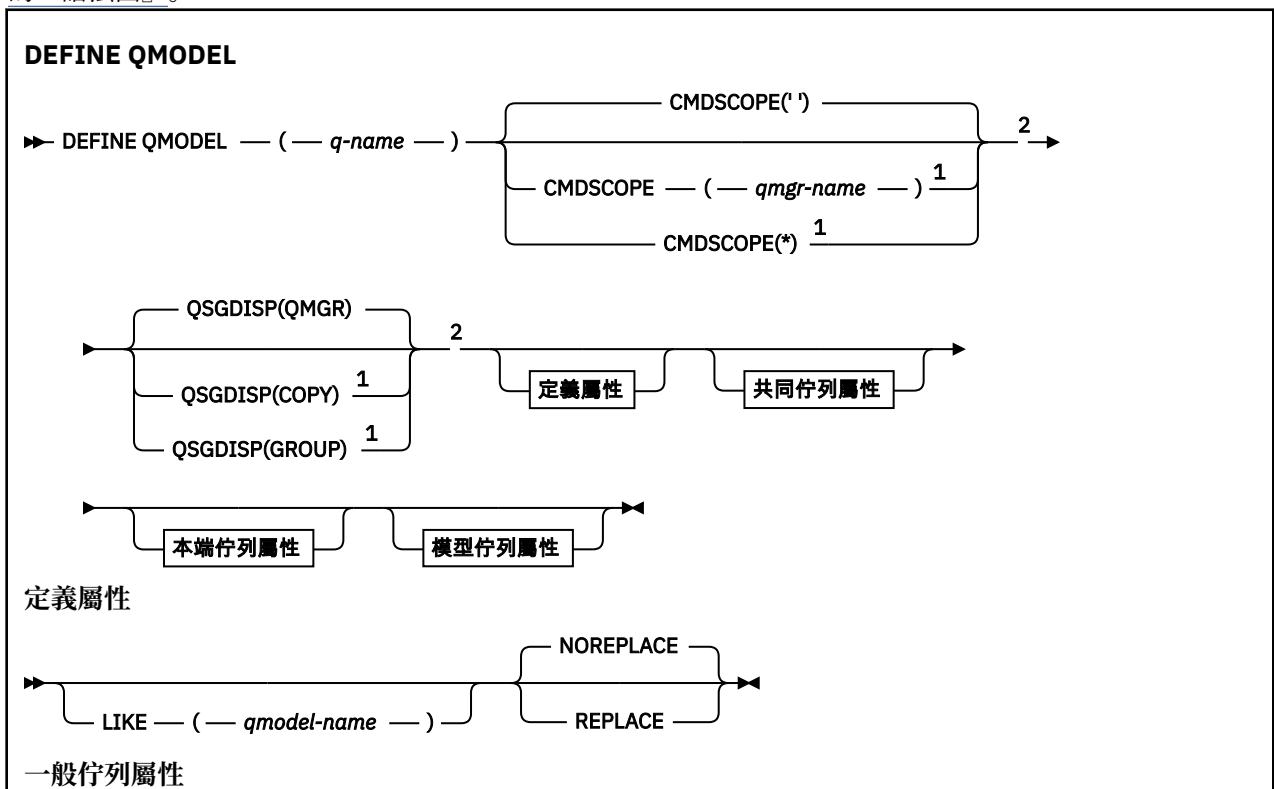 DEFINE QMODEL
CMDSCOPE(' ')
DEFINE QMODEL ( q-name ) 2
CMDSCOPE ( qmgr-name ) 1
CMDSCOPE(*) 1
QSGDISP(QMGR)
2
QSGDISP(COPY) 1
定義屬性 共同佇列屬性
QSGDISP(GROUP) 1
本端佇列屬性 模型佇列屬性
定義屬性
NOREPLACE
LIKE ( qmodel-name ) REPLACE
一般佇列屬性